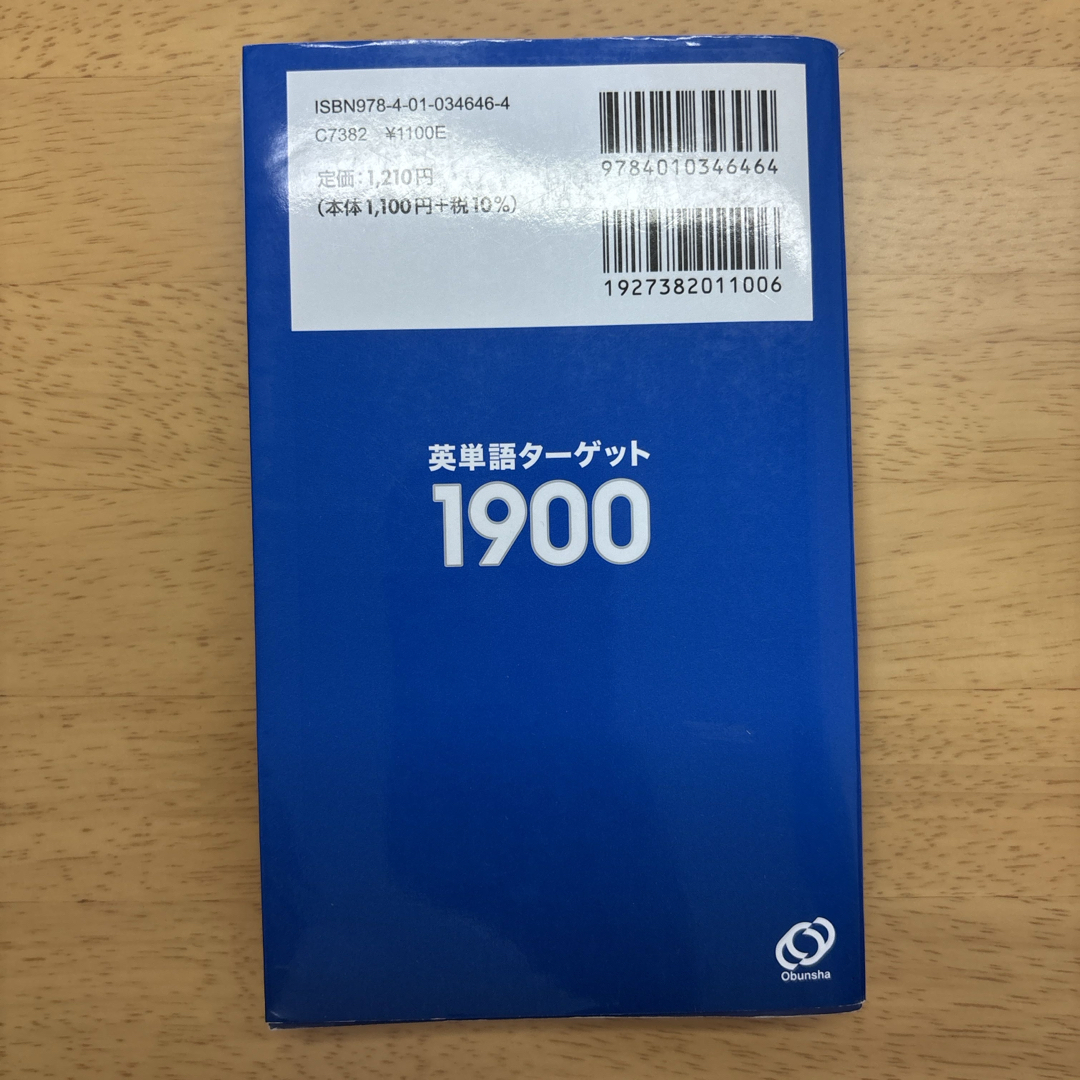 ISBN978-4-01-034646-4
C7382 ¥1100E
定価：1,210円
（本体1,100円＋税10％）
9784010346464
1927382011006
英単語ターゲット
1900
Obunsha